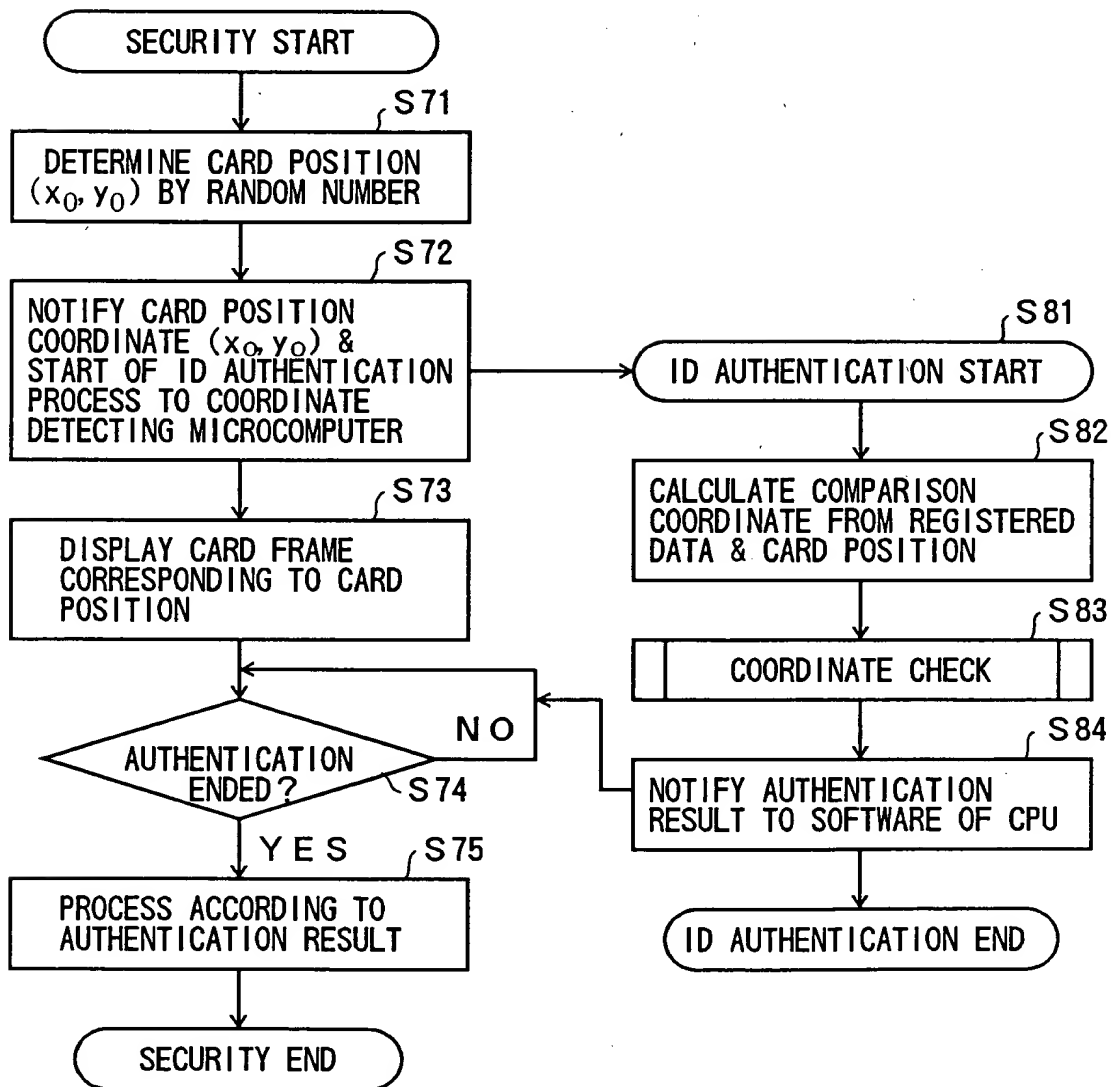 SECURITY START
S71
DETERMINE CARD POSITION
(x0, y0) BY RANDOM NUMBER
S72
NOTIFY CARD POSITION
COORDINATE (x0, y0) &
START OF ID AUTHENTICATION
PROCESS TO COORDINATE
DETECTING MICROCOMPUTER
S73
DISPLAY CARD FRAME
CORRESPONDING TO CARD
POSITION
NO
AUTHENTICATION
ENDED?
S74
YES
S75
PROCESS ACCORDING TO
AUTHENTICATION RESULT
SECURITY END
S81
ID AUTHENTICATION START
S82
CALCULATE COMPARISON
COORDINATE FROM REGISTERED
DATA & CARD POSITION
S83
COORDINATE CHECK
S84
NOTIFY AUTHENTICATION
RESULT TO SOFTWARE OF CPU
ID AUTHENTICATION END